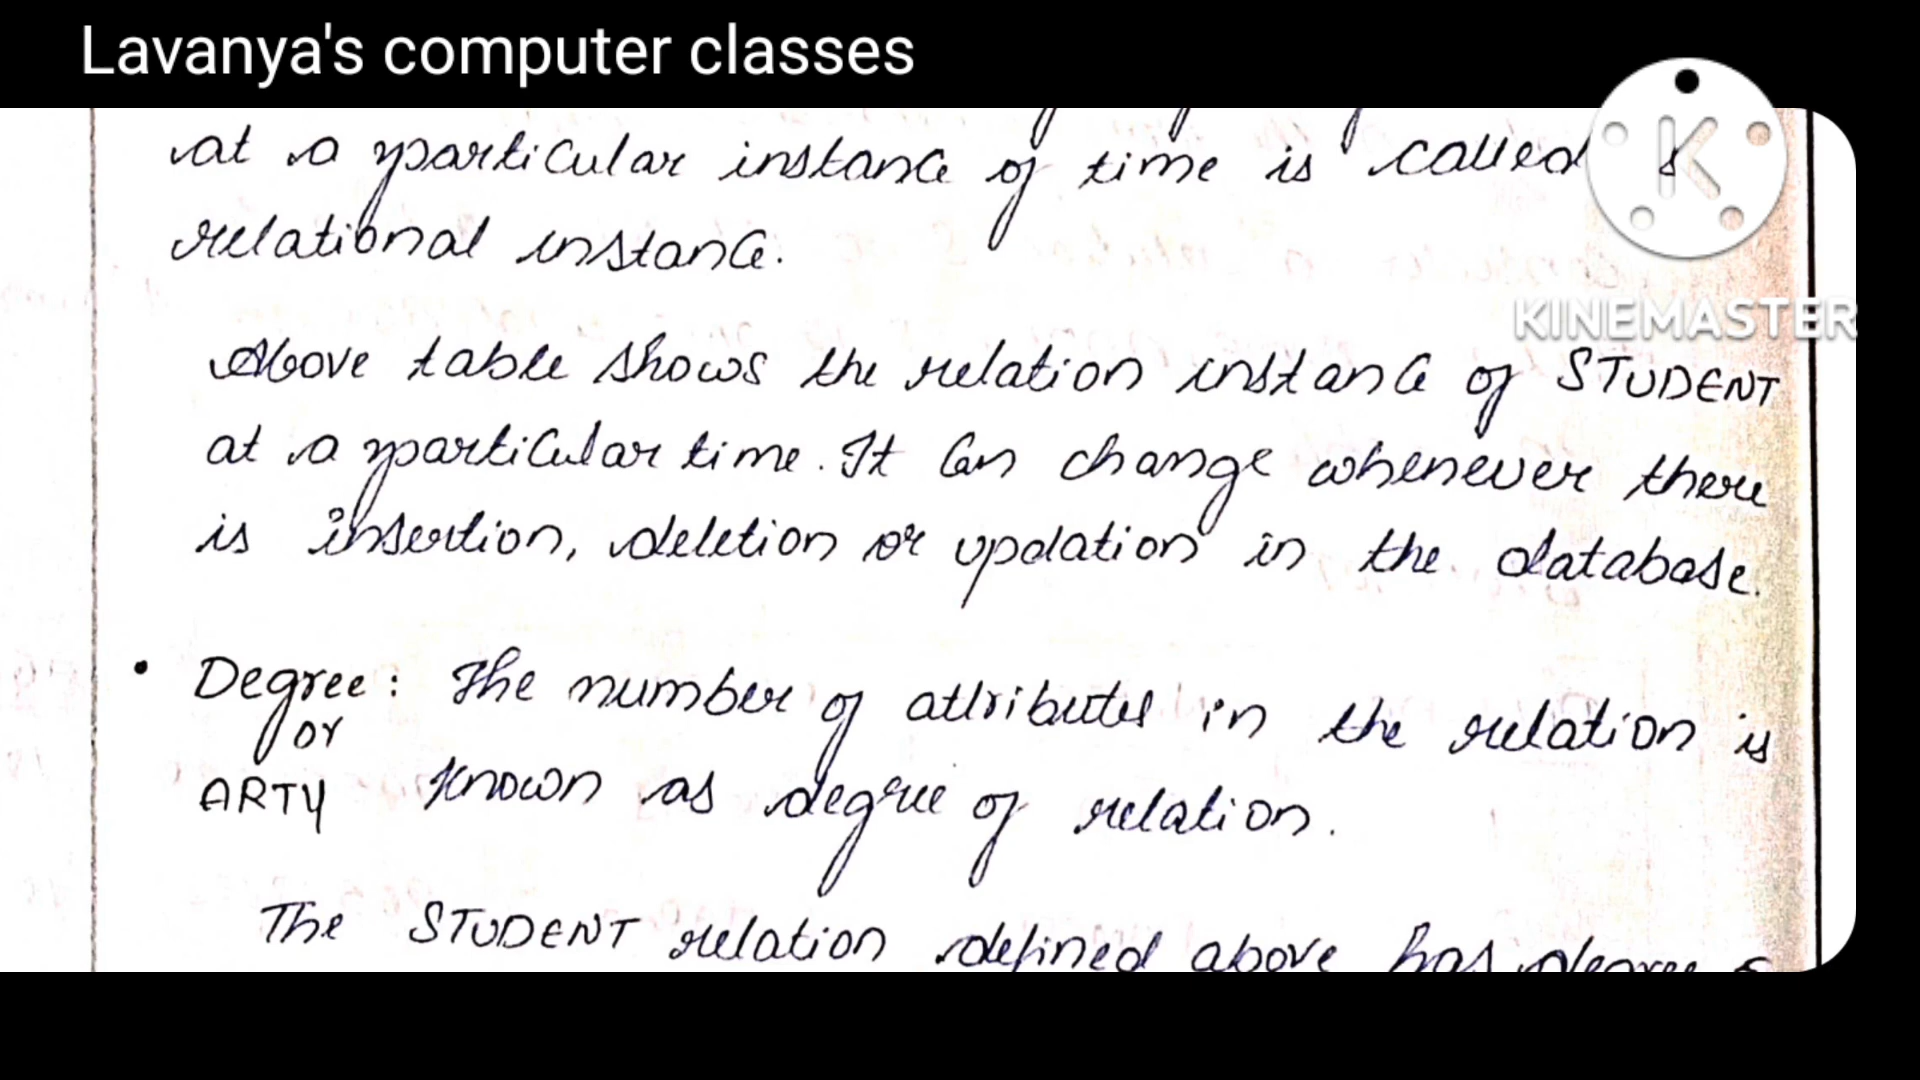 Lavanya's computer classes
at a particular instance of time is called
relational instance.
KINEMASTER
Above table shows the relation instance of STUDENT
at a particular time. It can change whenever there
is insertion, deletion or updation in the database.
• Degree: The number of attributes in the relation is
or
ARTY known as degree of relation.
The STUDENT relation defined above has degree